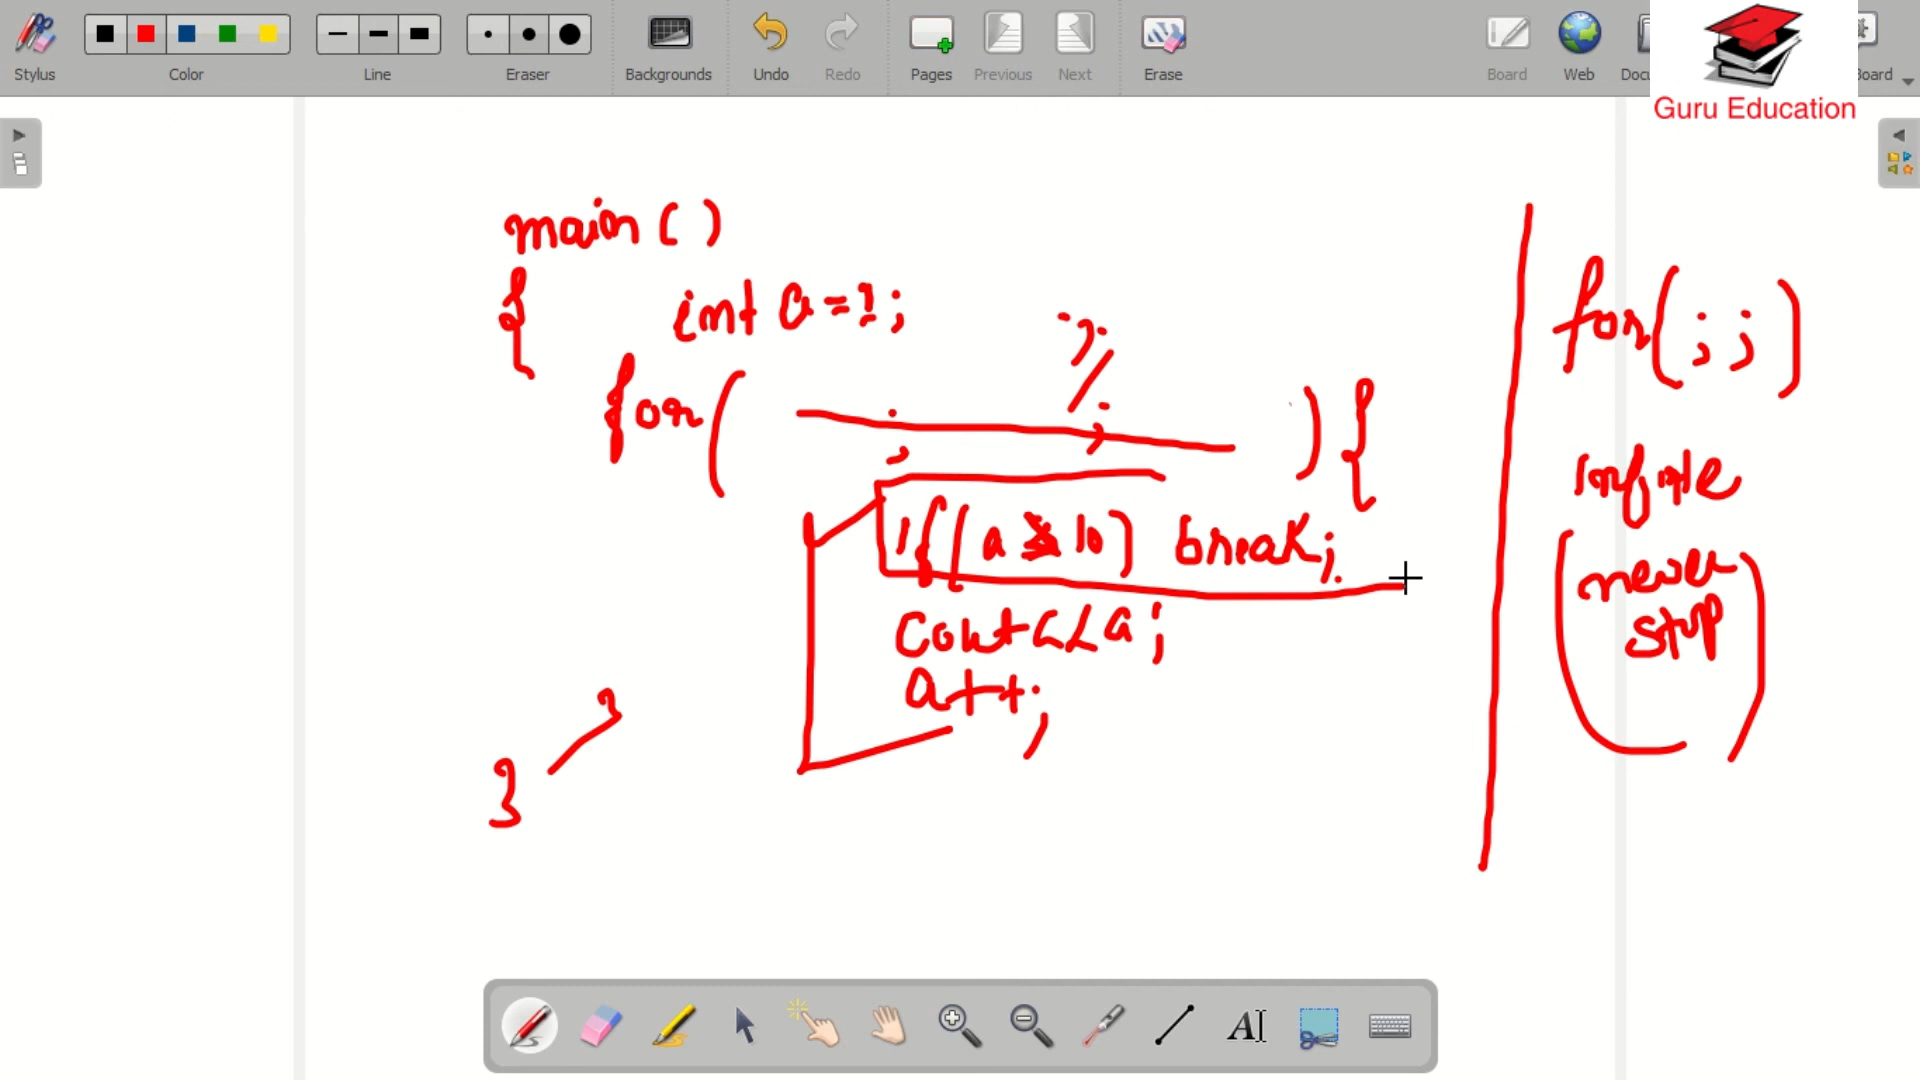 Stylus Color Line Eraser Backgrounds Undo Redo Pages Previous Next Erase Board Web
Guru Education
main ( )
{ int a = 1 ;
for ( ; ; ) {
if ( a 10 ) break;
cout << a ;
a++ ;
}
}
for ( ; ; )
infinite
( never
stop )